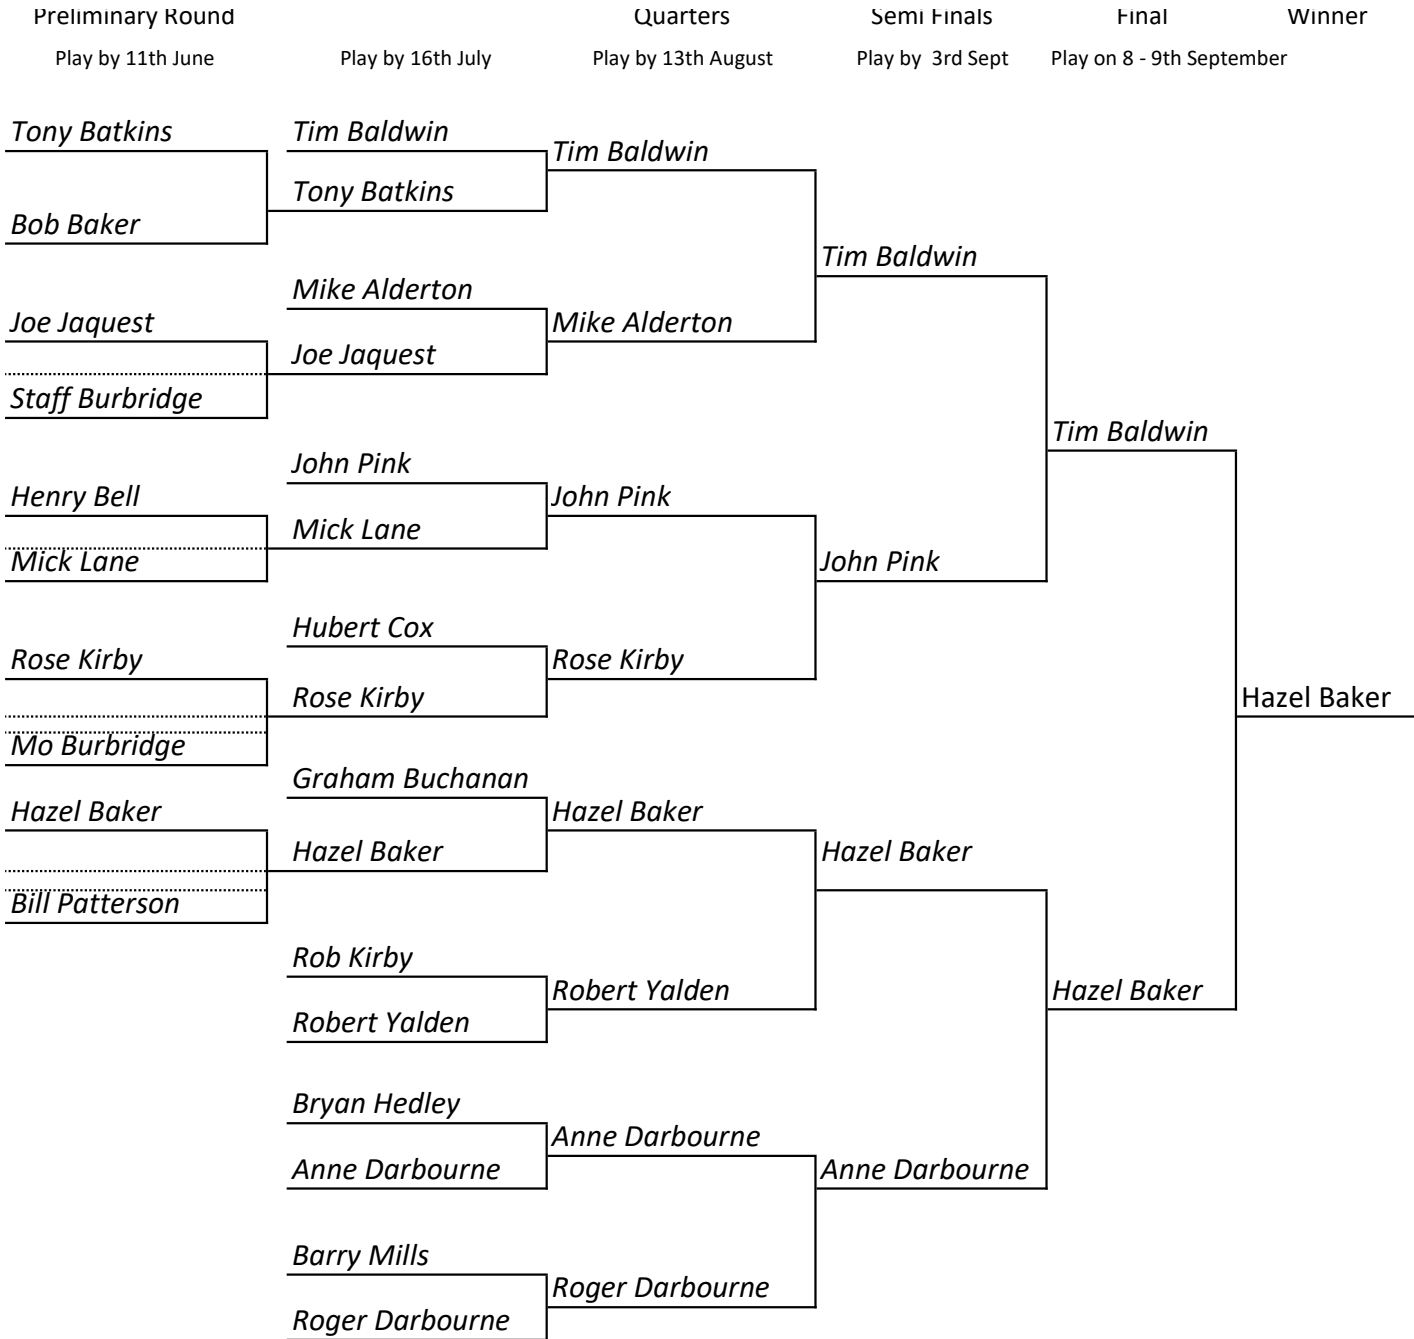 Preliminary Round
Quarters
Semi Finals
Final
Winner
Play by 11th June
Play by 16th July
Play by 13th August
Play by  3rd Sept
Play on 8 - 9th September
Tony Batkins
Bob Baker
Joe Jaquest
Staff Burbridge
Henry Bell
Mick Lane
Rose Kirby
Mo Burbridge
Hazel Baker
Bill Patterson
Tim Baldwin
Tony Batkins
Mike Alderton
Joe Jaquest
John Pink
Mick Lane
Hubert Cox
Rose Kirby
Graham Buchanan
Hazel Baker
Rob Kirby
Robert Yalden
Bryan Hedley
Anne Darbourne
Barry Mills
Roger Darbourne
Tim Baldwin
Mike Alderton
John Pink
Rose Kirby
Hazel Baker
Robert Yalden
Anne Darbourne
Roger Darbourne
Tim Baldwin
John Pink
Hazel Baker
Anne Darbourne
Tim Baldwin
Hazel Baker
Hazel Baker